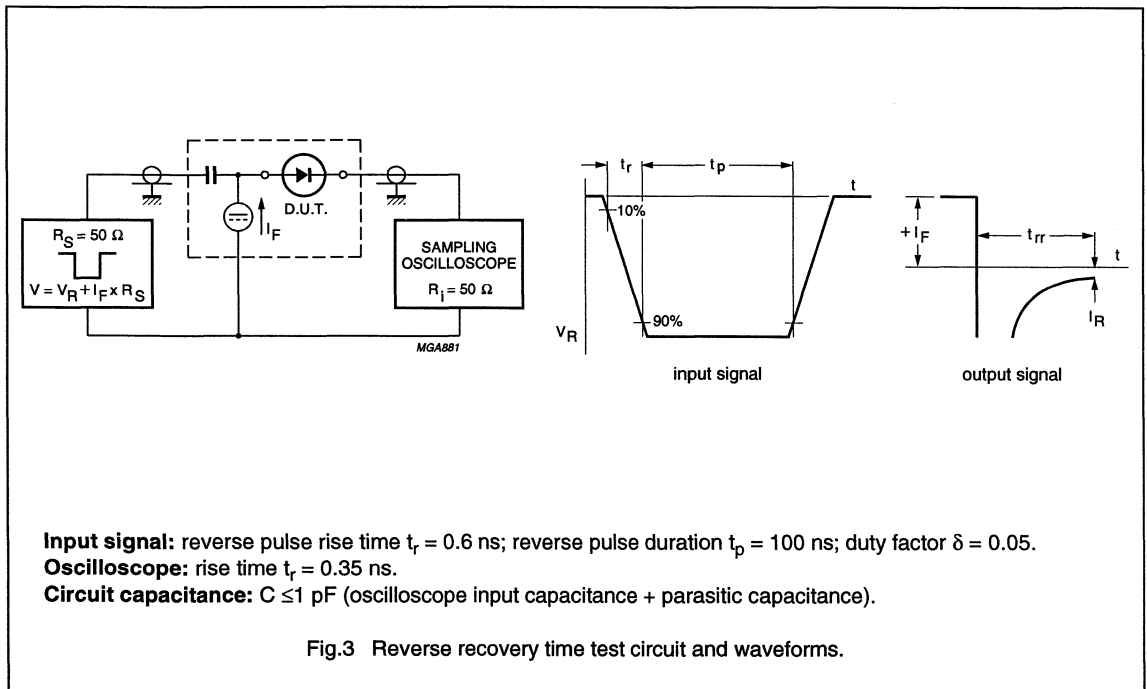 D.U.T.
I_F
R_S = 50 Ω
V = V_R + I_F x R_S
SAMPLING
OSCILLOSCOPE
R_i = 50 Ω
MGA881
t_r
t_p
t
10%
90%
V_R
input signal
+ I_F
t_rr
t
I_R
output signal
Input signal: reverse pulse rise time t_r = 0.6 ns; reverse pulse duration t_p = 100 ns; duty factor δ = 0.05.
Oscilloscope: rise time t_r = 0.35 ns.
Circuit capacitance: C ≤1 pF (oscilloscope input capacitance + parasitic capacitance).
Fig.3 Reverse recovery time test circuit and waveforms.